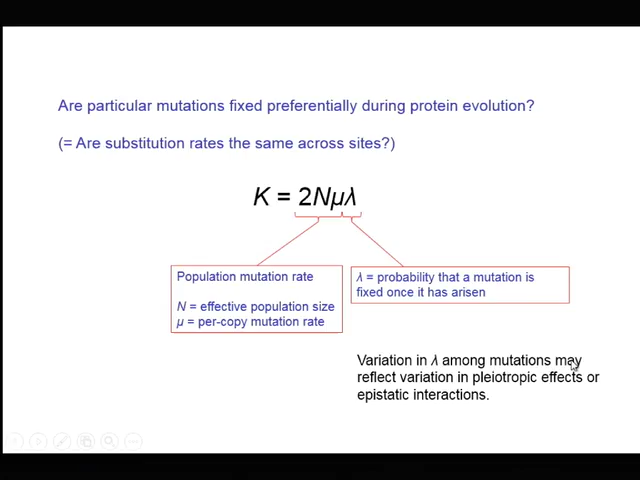 Are particular mutations fixed preferentially during protein evolution?
(= Are substitution rates the same across sites?)
K = 2Nμλ
Population mutation rate
N = effective population size
μ = per-copy mutation rate
λ = probability that a mutation is
fixed once it has arisen
Variation in λ among mutations may
reflect variation in pleiotropic effects or
epistatic interactions.